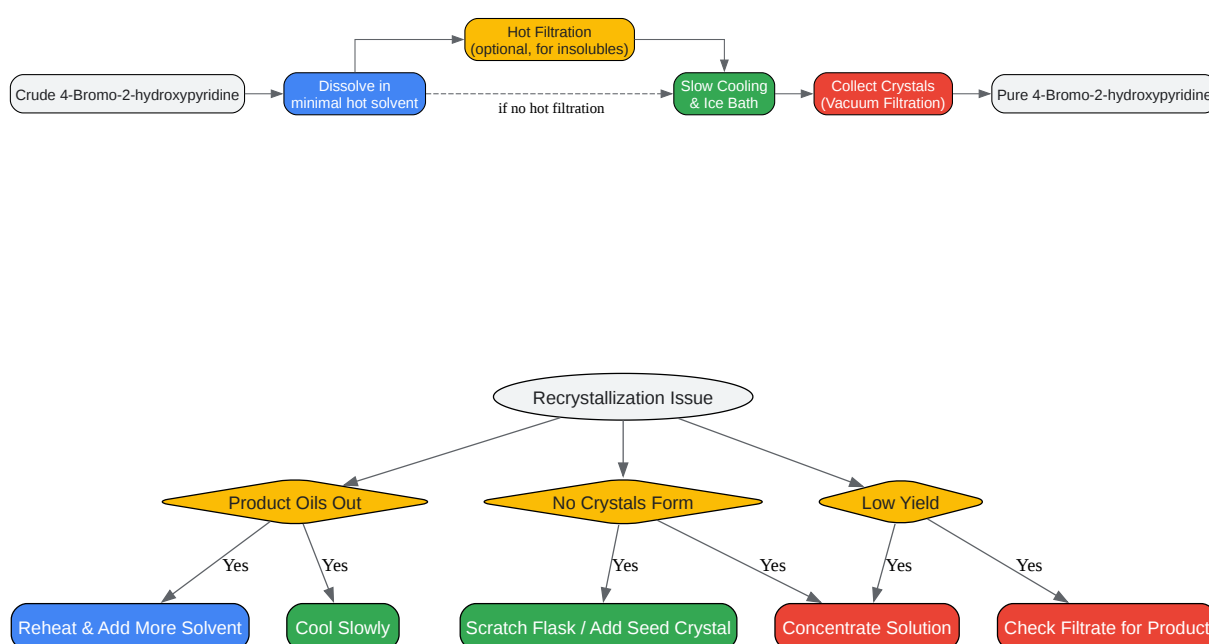 Hot Filtration
(optional, for insolubles)
Crude 4-Bromo-2-hydroxypyridine
Dissolve in
minimal hot solvent
if no hot filtration
Slow Cooling
& Ice Bath
Collect Crystals
(Vacuum Filtration)
Pure 4-Bromo-2-hydroxypyridine
Recrystallization Issue
Product Oils Out
No Crystals Form
Low Yield
Yes
Yes
Yes
Yes
Yes
Yes
Reheat & Add More Solvent
Cool Slowly
Scratch Flask / Add Seed Crystal
Concentrate Solution
Check Filtrate for Product